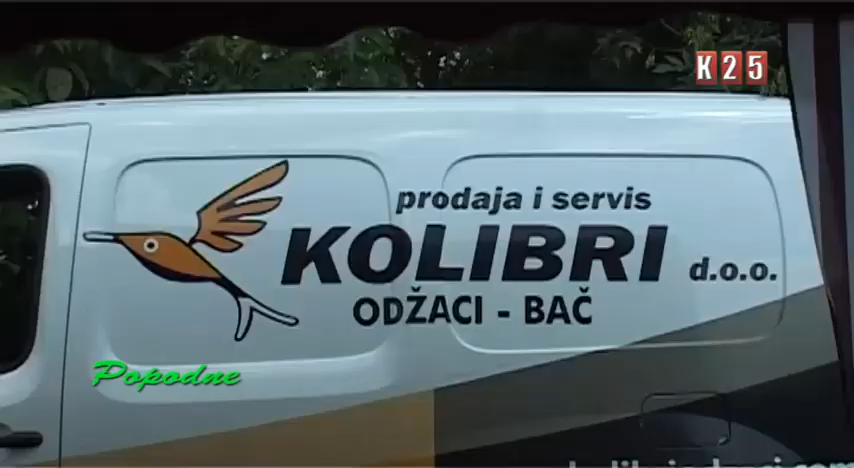 K25
prodaja i servis
KOLIBRI d.o.o.
ODŽACI - BAČ
Popodne